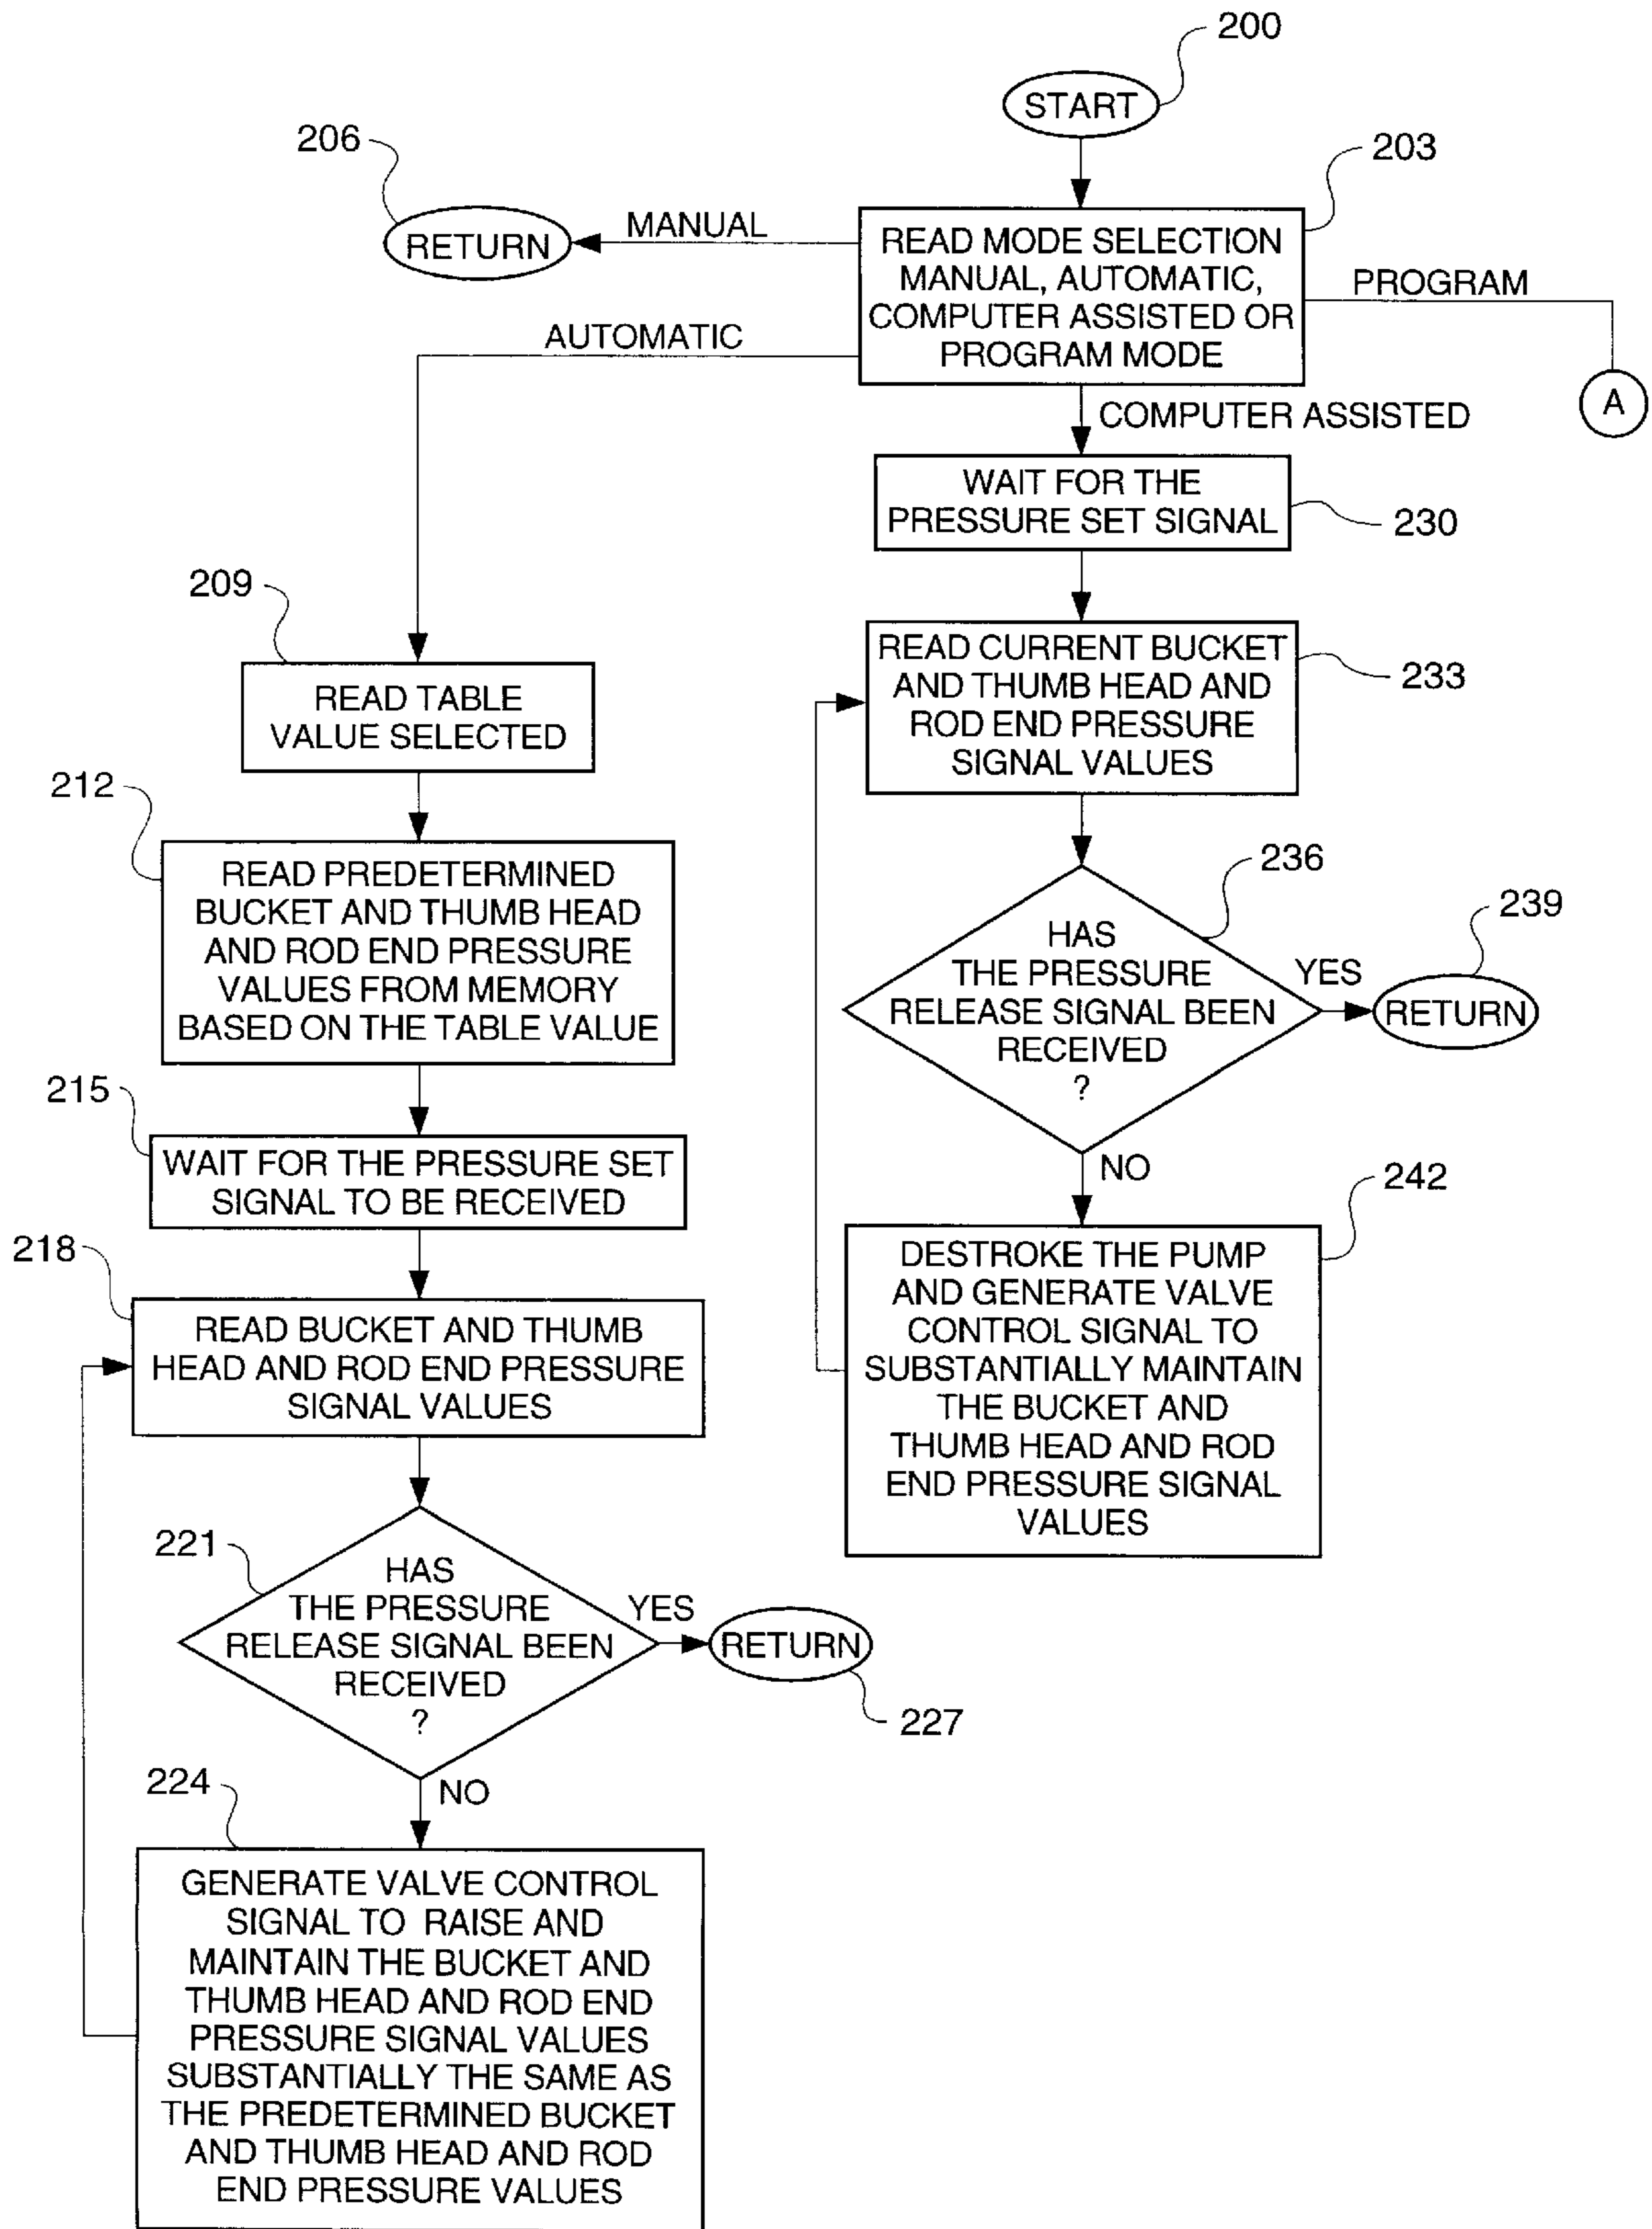 200
START
203
206
MANUAL
RETURN
READ MODE SELECTION
MANUAL, AUTOMATIC,
COMPUTER ASSISTED OR
PROGRAM MODE
PROGRAM
AUTOMATIC
A
COMPUTER ASSISTED
WAIT FOR THE
PRESSURE SET SIGNAL
230
209
READ TABLE
VALUE SELECTED
READ CURRENT BUCKET
AND THUMB HEAD AND
ROD END PRESSURE
SIGNAL VALUES
233
212
READ PREDETERMINED
BUCKET AND THUMB HEAD
AND ROD END PRESSURE
VALUES FROM MEMORY
BASED ON THE TABLE VALUE
236
HAS
THE PRESSURE
RELEASE SIGNAL BEEN
RECEIVED
?
YES
239
RETURN
215
WAIT FOR THE PRESSURE SET
SIGNAL TO BE RECEIVED
NO
242
DESTROKE THE PUMP
AND GENERATE VALVE
CONTROL SIGNAL TO
SUBSTANTIALLY MAINTAIN
THE BUCKET AND
THUMB HEAD AND ROD
END PRESSURE SIGNAL
VALUES
218
READ BUCKET AND THUMB
HEAD AND ROD END PRESSURE
SIGNAL VALUES
221
HAS
THE PRESSURE
RELEASE SIGNAL BEEN
RECEIVED
?
YES
RETURN
227
NO
224
GENERATE VALVE CONTROL
SIGNAL TO RAISE AND
MAINTAIN THE BUCKET AND
THUMB HEAD AND ROD END
PRESSURE SIGNAL VALUES
SUBSTANTIALLY THE SAME AS
THE PREDETERMINED BUCKET
AND THUMB HEAD AND ROD
END PRESSURE VALUES